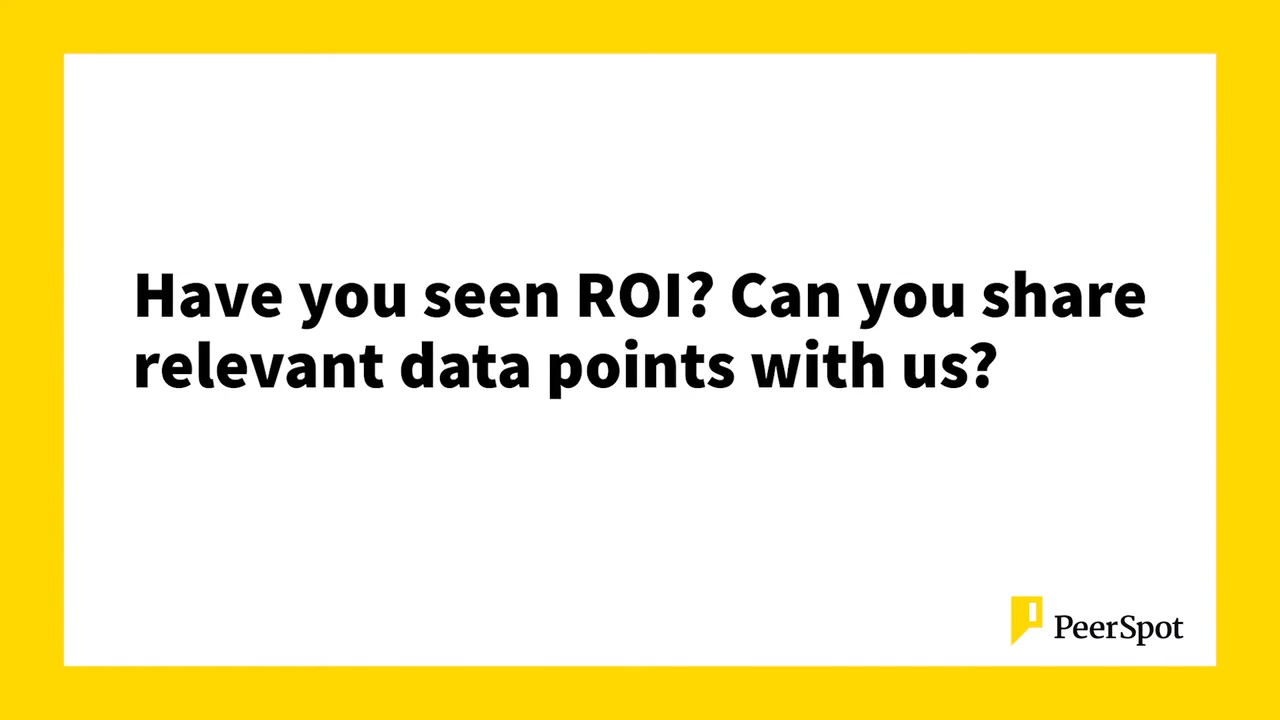 Have you seen ROI? Can you share
relevant data points with us?
PeerSpot